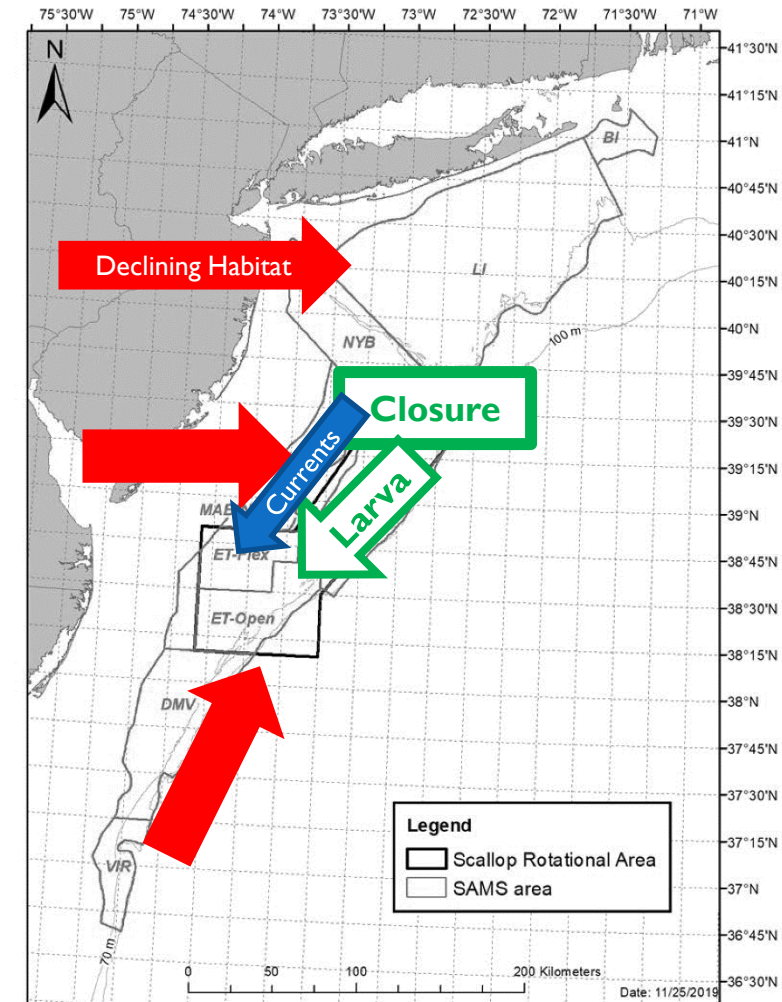 75°30'W 75°W 74°30'W 74°W 73°30'W 73°W 72°30'W 72°W 71°30'W 71°W
N
41°30'N
41°15'N
BI
41°N
40°45'N
40°30'N
Declining Habitat
LI
40°15'N
NYB
40°N
100 m
39°45'N
Closure
39°30'N
Currents
39°15'N
Larva
39°N
ET-Flex
38°45'N
ET-Open
38°30'N
38°15'N
DMV
38°N
37°45'N
37°30'N
Legend
Scallop Rotational Area
SAMS area
37°15'N
VIR
37°N
70 m
36°45'N
0 50 100 200 Kilometers
36°30'N
Date: 11/25/2019